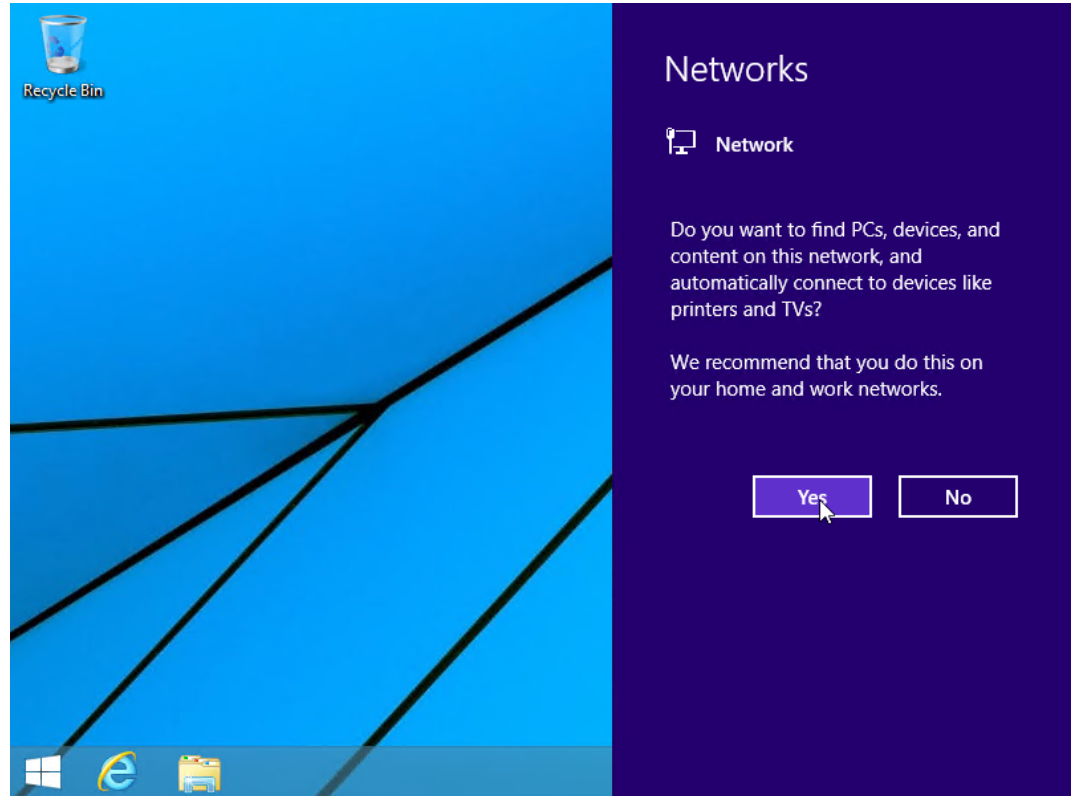 Recycle Bin
Networks
Network
Do you want to find PCs, devices, and
content on this network, and
automatically connect to devices like
printers and TVs?
We recommend that you do this on
your home and work networks.
Yes
No